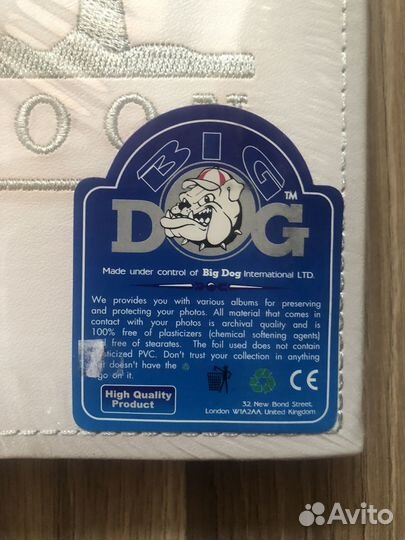 OON
BIG
DOG™
Made under control of Big Dog International LTD.
DOG
We provides you with various albums for preserving
and protecting your photos. All material that comes in
contact with your photos is archival quality and is
100% free of plasticizers (chemical softening agents)
and free of stearates. The foil used does not contain
plasticized PVC. Don't trust your collection in anything
that doesn't have the
logo on it.
High Quality
Product
CE
32, New Bond Street,
London W1A2AA, United Kingdom
Avito